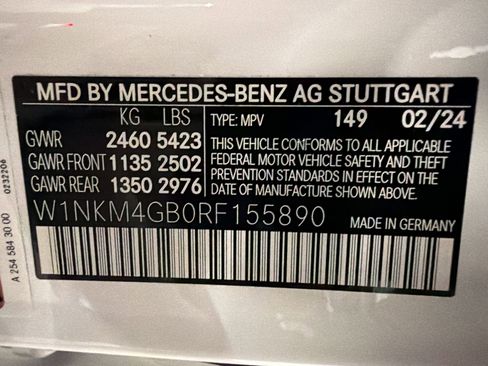 MFD BY MERCEDES-BENZ AG STUTTGART
KG LBS
TYPE: MPV 149 02/24
GVWR 2460 5423
GAWR FRONT 1135 2502
GAWR REAR 1350 2976
THIS VEHICLE CONFORMS TO ALL APPLICABLE
FEDERAL MOTOR VEHICLE SAFETY AND THEFT
PREVENTION STANDARDS IN EFFECT ON THE
DATE OF MANUFACTURE SHOWN ABOVE.
W1NKM4GB0RF155890
MADE IN GERMANY
A 254 584 30 00 0232206